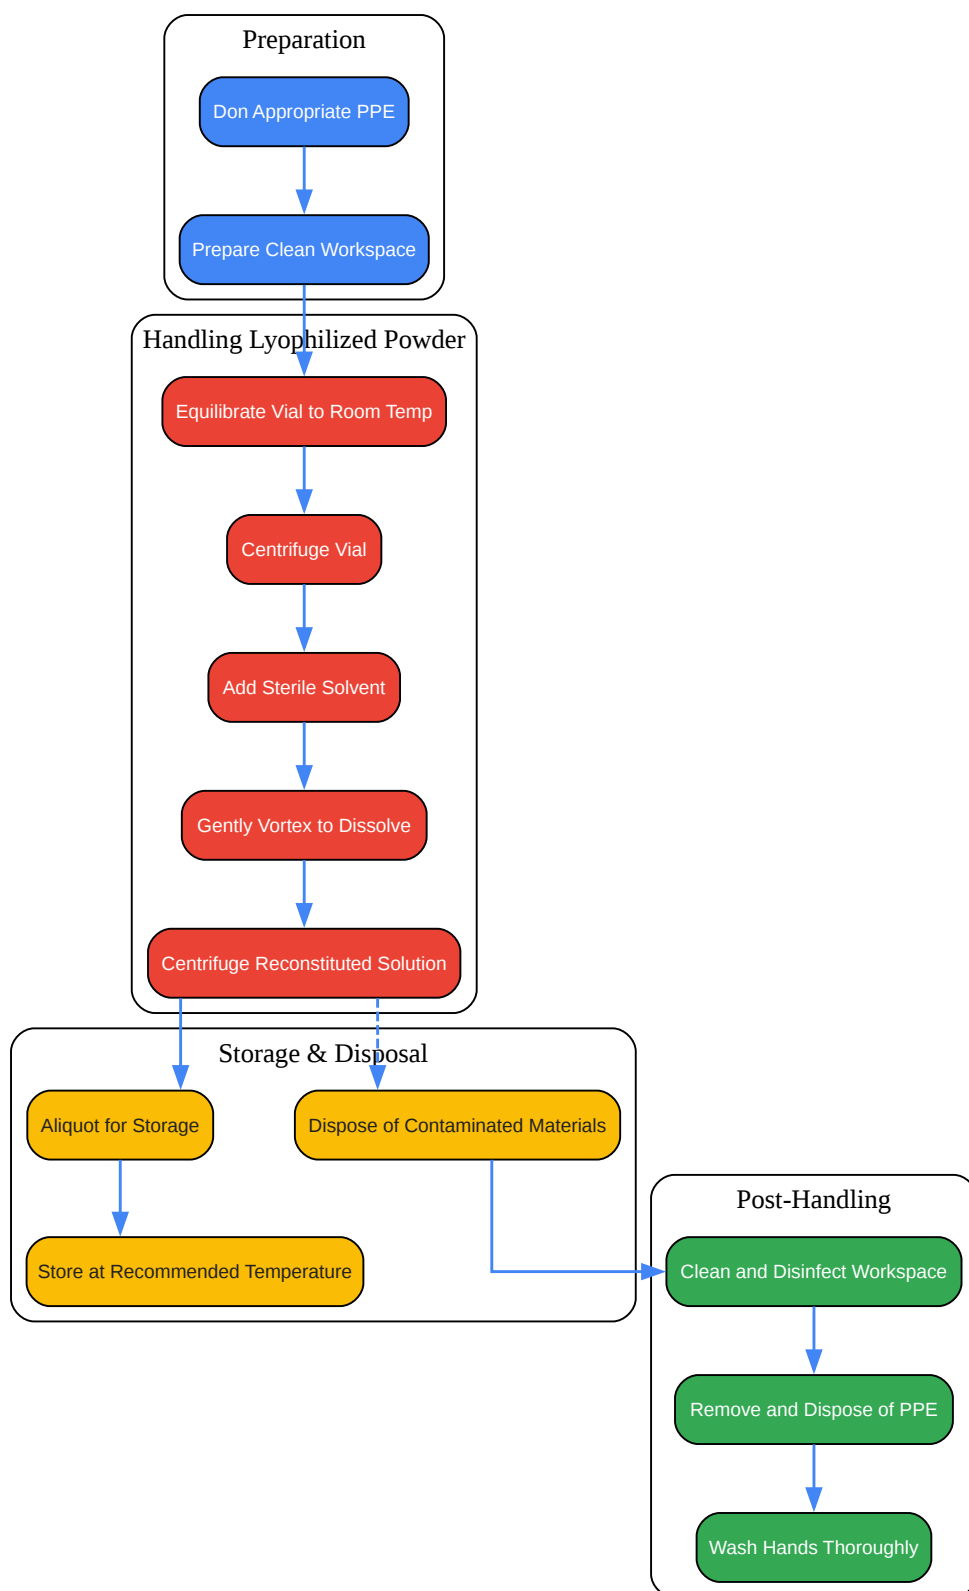 Preparation
Don Appropriate PPE
Prepare Clean Workspace
Handling Lyophilized Powder
Equilibrate Vial to Room Temp
Centrifuge Vial
Add Sterile Solvent
Gently Vortex to Dissolve
Centrifuge Reconstituted Solution
Storage & Disposal
Aliquot for Storage
Dispose of Contaminated Materials
Store at Recommended Temperature
Post-Handling
Clean and Disinfect Workspace
Remove and Dispose of PPE
Wash Hands Thoroughly